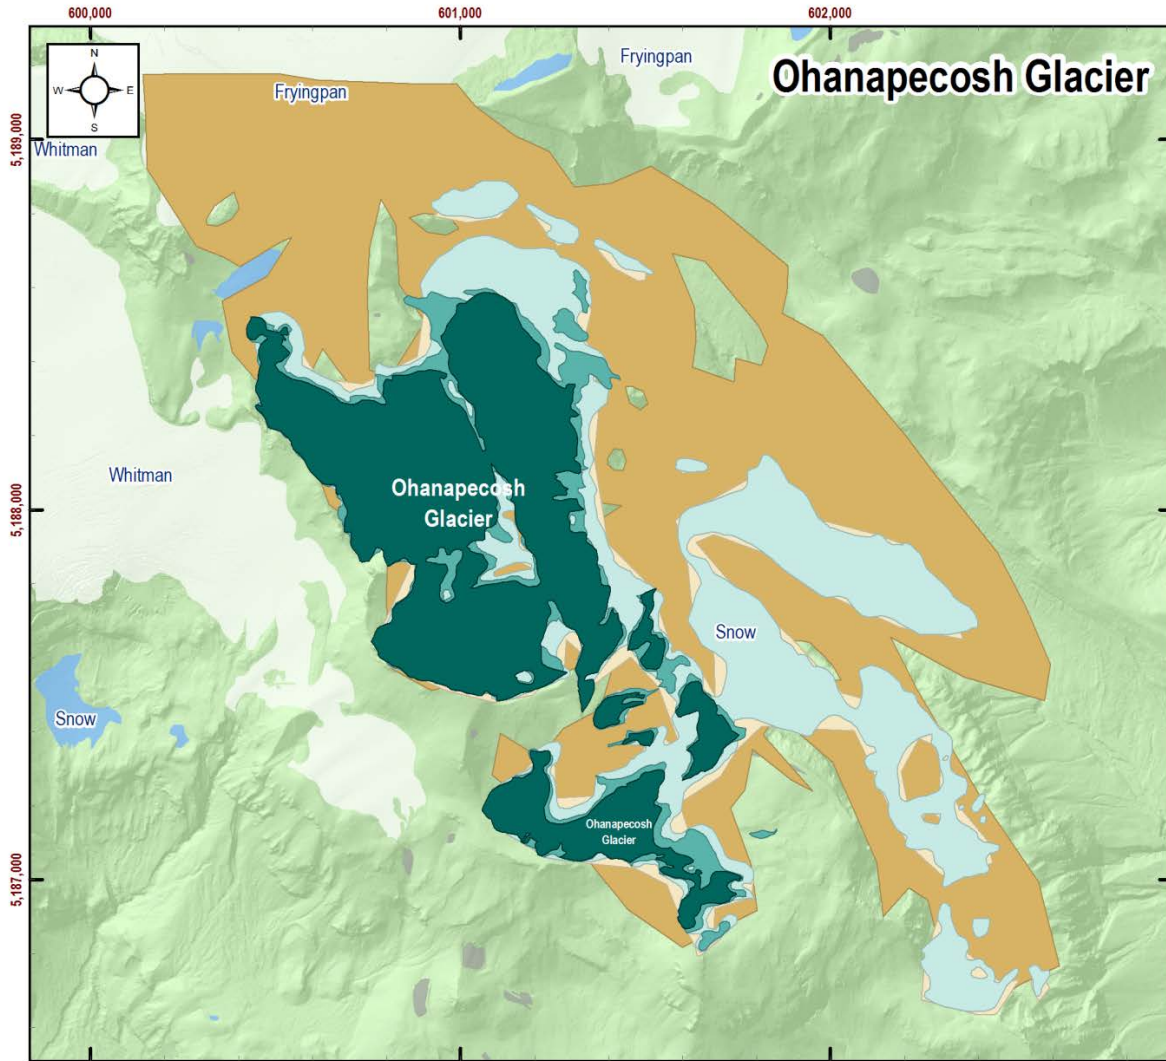 600,000
601,000
602,000
Ohanapecosh Glacier
N
W
E
S
Fryingpan
Fryingpan
5,189,000
Whitman
Whitman
Ohanapecosh
Glacier
5,188,000
Snow
Snow
Ohanapecosh
Glacier
5,187,000